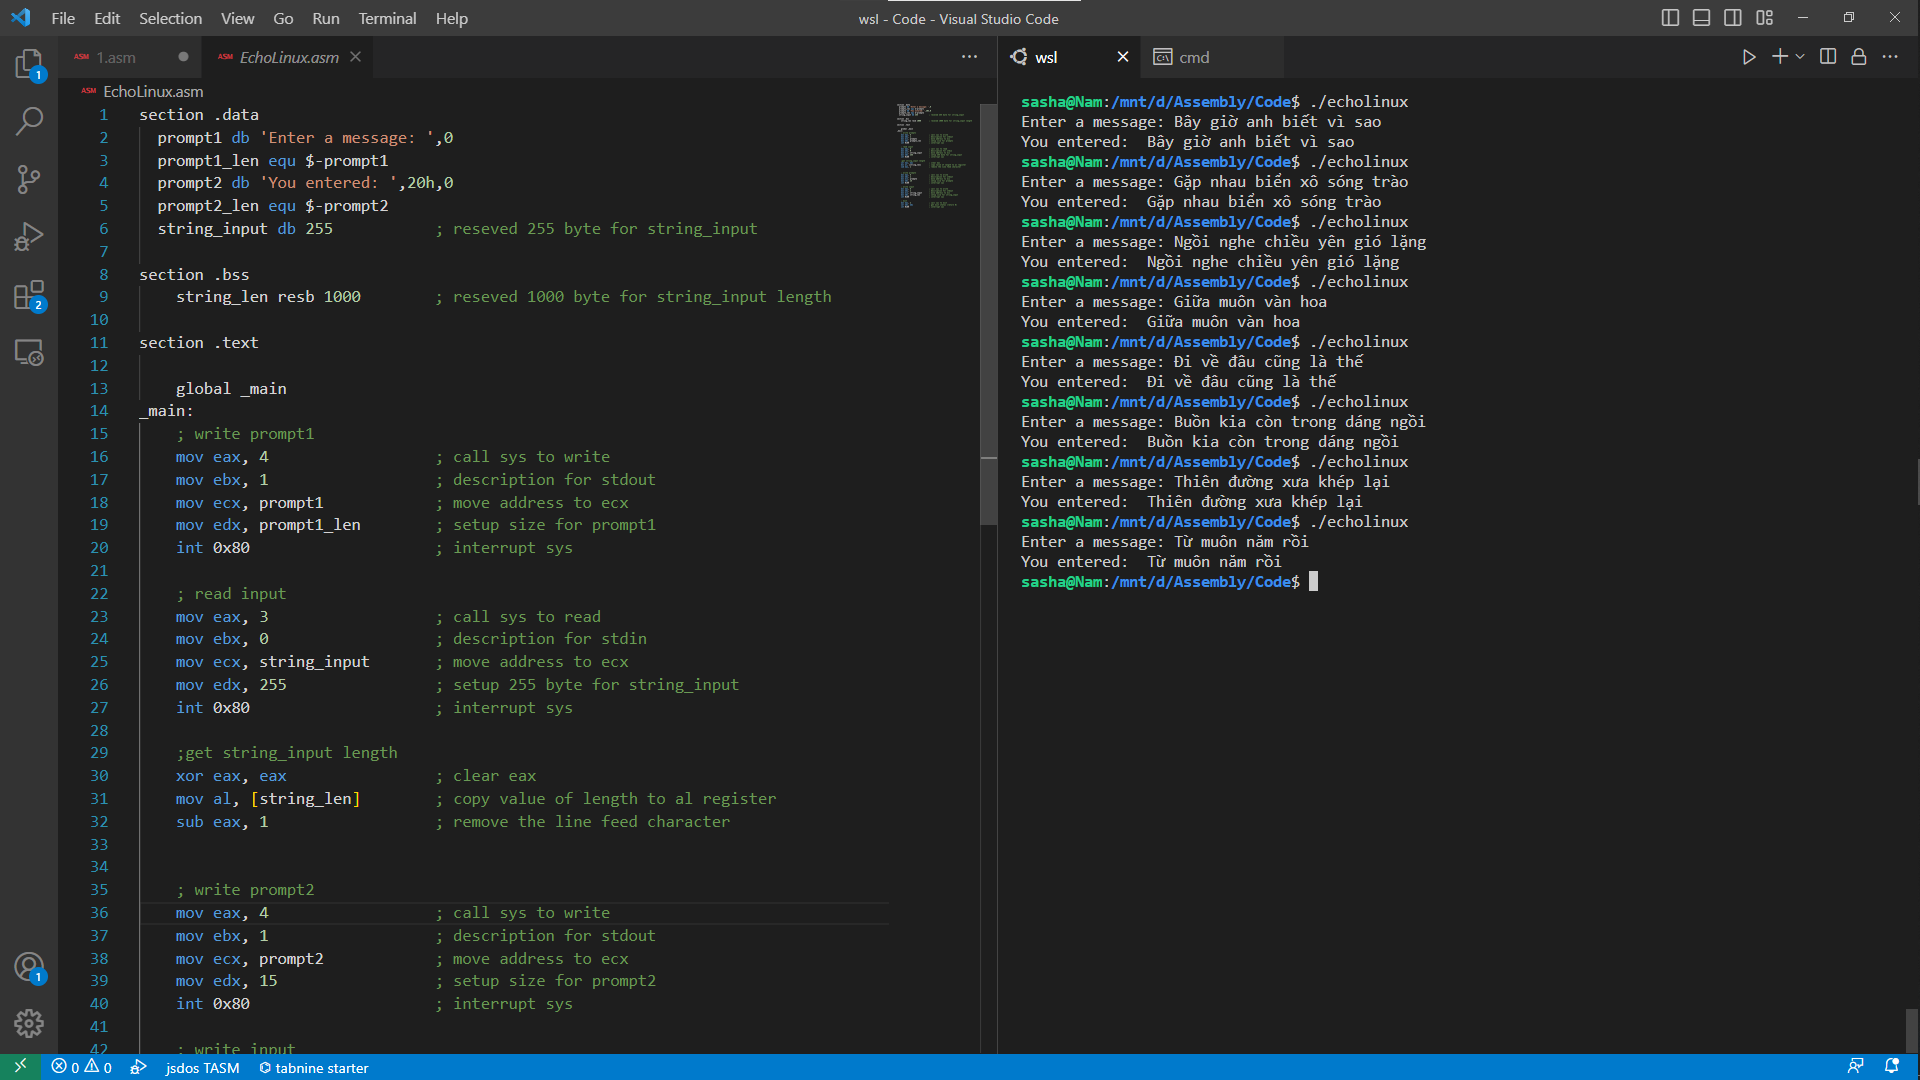 File Edit Selection View Go Run Terminal Help
wsl - Code - Visual Studio Code
ASM 1.asm
ASM EchoLinux.asm
ASM EchoLinux.asm
1 section .data
2 prompt1 db 'Enter a message: ',0
3 prompt1_len equ $-prompt1
4 prompt2 db 'You entered: ',20h,0
5 prompt2_len equ $-prompt2
6 string_input db 255 ; reseved 255 byte for string_input
7
8 section .bss
9 string_len resb 1000 ; reseved 1000 byte for string_input length
10
11 section .text
12
13 global _main
14 _main:
15 ; write prompt1
16 mov eax, 4 ; call sys to write
17 mov ebx, 1 ; description for stdout
18 mov ecx, prompt1 ; move address to ecx
19 mov edx, prompt1_len ; setup size for prompt1
20 int 0x80 ; interrupt sys
21
22 ; read input
23 mov eax, 3 ; call sys to read
24 mov ebx, 0 ; description for stdin
25 mov ecx, string_input ; move address to ecx
26 mov edx, 255 ; setup 255 byte for string_input
27 int 0x80 ; interrupt sys
28
29 ;get string_input length
30 xor eax, eax ; clear eax
31 mov al, [string_len] ; copy value of length to al register
32 sub eax, 1 ; remove the line feed character
33
34
35 ; write prompt2
36 mov eax, 4 ; call sys to write
37 mov ebx, 1 ; description for stdout
38 mov ecx, prompt2 ; move address to ecx
39 mov edx, 15 ; setup size for prompt2
40 int 0x80 ; interrupt sys
41
42 ; write input
wsl
cmd
sasha@Nam:/mnt/d/Assembly/Code$ ./echolinux
Enter a message: Bây giờ anh biết vì sao
You entered:  Bây giờ anh biết vì sao
sasha@Nam:/mnt/d/Assembly/Code$ ./echolinux
Enter a message: Gặp nhau biển xô sóng trào
You entered:  Gặp nhau biển xô sóng trào
sasha@Nam:/mnt/d/Assembly/Code$ ./echolinux
Enter a message: Ngồi nghe chiều yên gió lặng
You entered:  Ngồi nghe chiều yên gió lặng
sasha@Nam:/mnt/d/Assembly/Code$ ./echolinux
Enter a message: Giữa muôn vàn hoa
You entered:  Giữa muôn vàn hoa
sasha@Nam:/mnt/d/Assembly/Code$ ./echolinux
Enter a message: Đi về đâu cũng là thế
You entered:  Đi về đâu cũng là thế
sasha@Nam:/mnt/d/Assembly/Code$ ./echolinux
Enter a message: Buồn kia còn trong dáng ngồi
You entered:  Buồn kia còn trong dáng ngồi
sasha@Nam:/mnt/d/Assembly/Code$ ./echolinux
Enter a message: Thiên đường xưa khép lại
You entered:  Thiên đường xưa khép lại
sasha@Nam:/mnt/d/Assembly/Code$ ./echolinux
Enter a message: Từ muôn năm rồi
You entered:  Từ muôn năm rồi
sasha@Nam:/mnt/d/Assembly/Code$
1
2
1
0 0 jsdos TASM tabnine starter